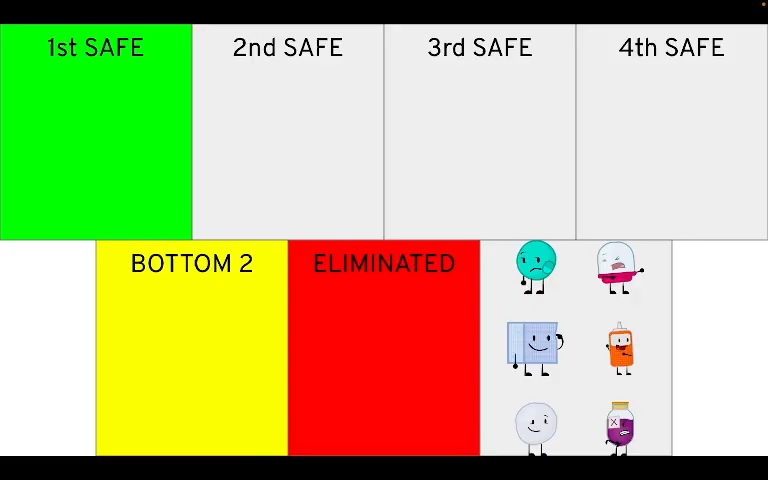 1st SAFE
2nd SAFE
3rd SAFE
4th SAFE
BOTTOM 2
ELIMINATED